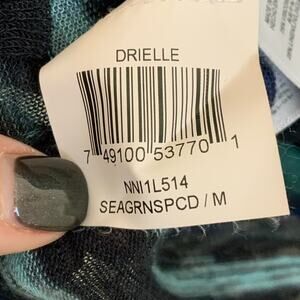 DRIELLE
7 49100 53770 1
NNI1L514
SEAGRNSPCD / M